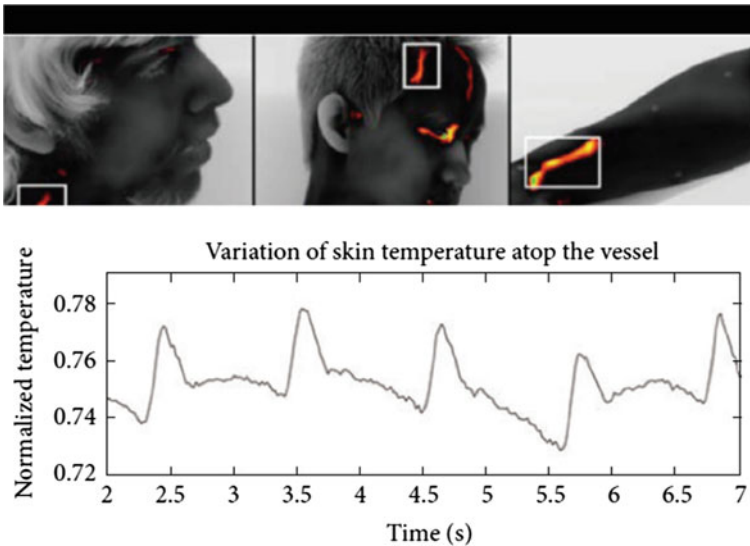 Variation of skin temperature atop the vessel
Normalized temperature
0.78
0.76
0.74
0.72
2 2.5 3 3.5 4 4.5 5 5.5 6 6.5 7
Time (s)